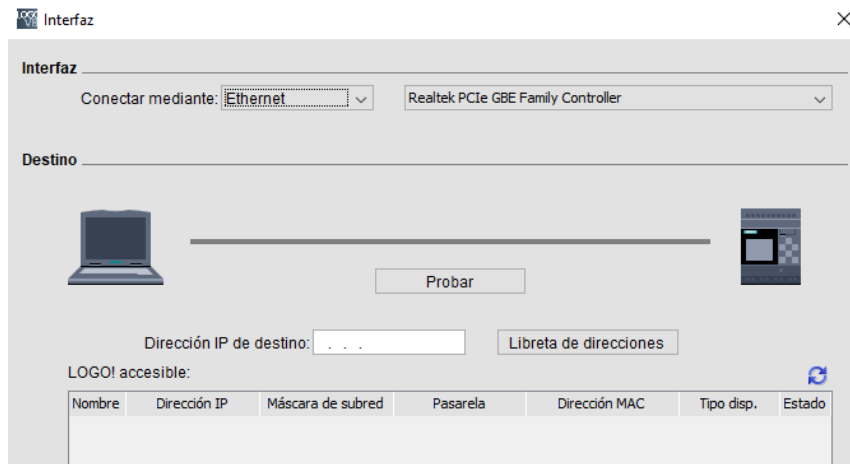 Interfaz
Interfaz
Conectar mediante: Ethernet Realtek PCIe GBE Family Controller
Destino
Probar
Dirección IP de destino: . . . Libreta de direcciones
LOGO! accesible:
Nombre Dirección IP Máscara de subred Pasarela Dirección MAC Tipo disp. Estado